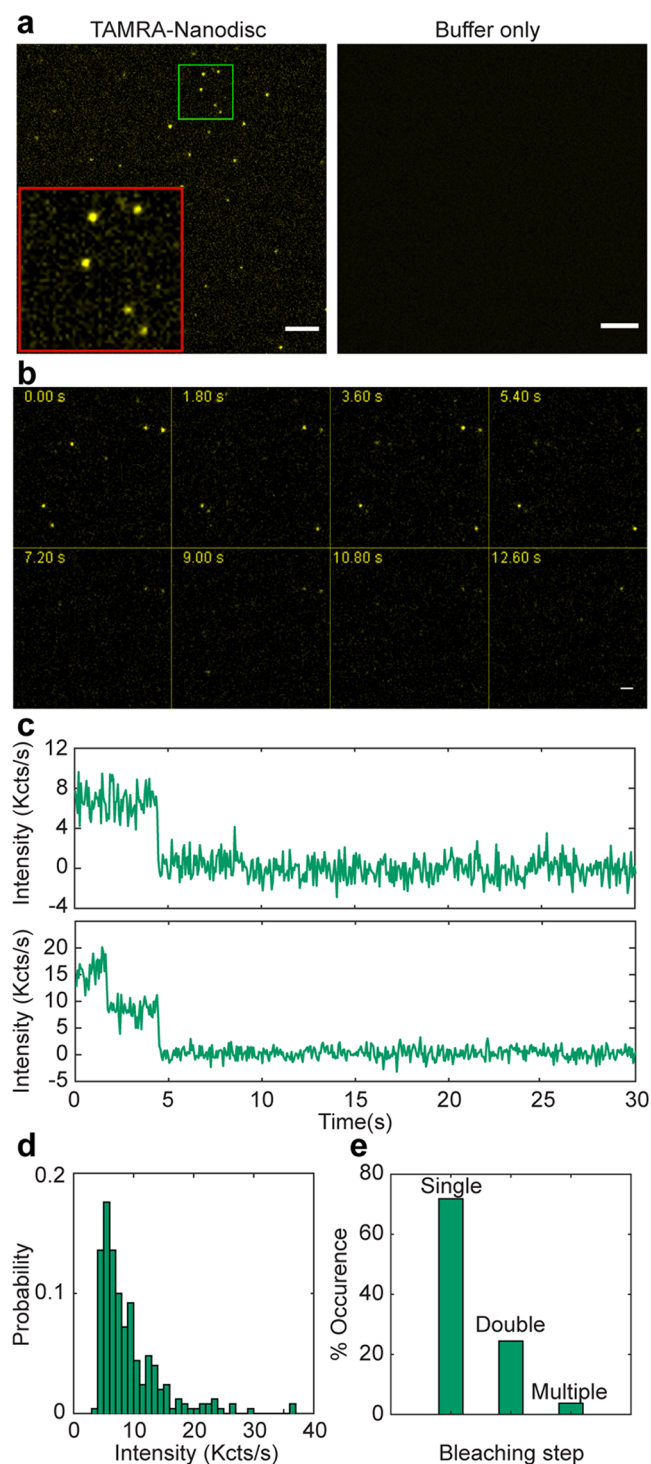 a
TAMRA-Nanodisc
Buffer only
b
0.00 s
1.80 s
3.60 s
5.40 s
7.20 s
9.00 s
10.80 s
12.60 s
c
Intensity (Kcts/s)
12
8
4
0
-4
Intensity (Kcts/s)
20
15
10
5
0
-5
0
5
10
15
20
25
30
Time(s)
d
Probability
0.2
0.1
0
0
10
20
30
40
Intensity (Kcts/s)
e
% Occurence
80
60
40
20
0
Single
Double
Multiple
Bleaching step